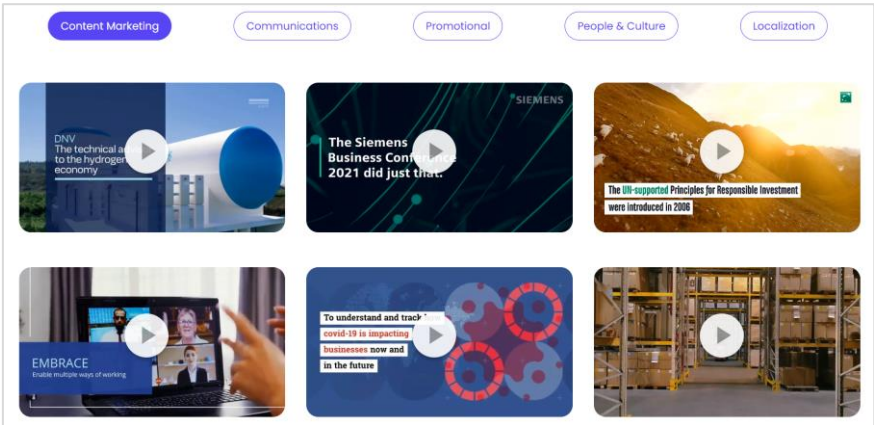 Content Marketing
Communications
Promotional
People & Culture
Localization
DNV
The technical
to the hydrogen
economy
SIEMENS
The Siemens
Business
2021 did just that.
The UN-supported Principles for Responsible Investment
were introduced in 2006
EMBRACE
Enable multiple ways of working
To understand and track
covid-19 is impacting
businesses now and
in the future